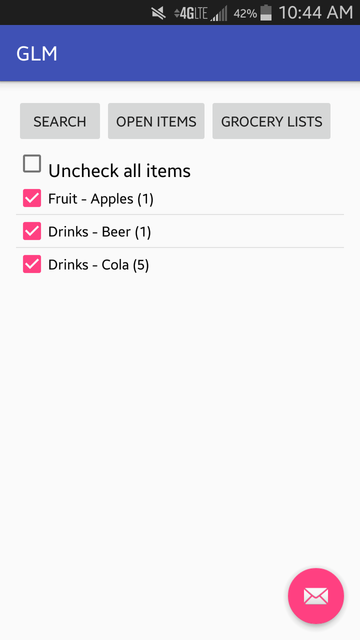 4G LTE 42% 10:44 AM
GLM
SEARCH OPEN ITEMS GROCERY LISTS
Uncheck all items
Fruit - Apples (1)
Drinks - Beer (1)
Drinks - Cola (5)